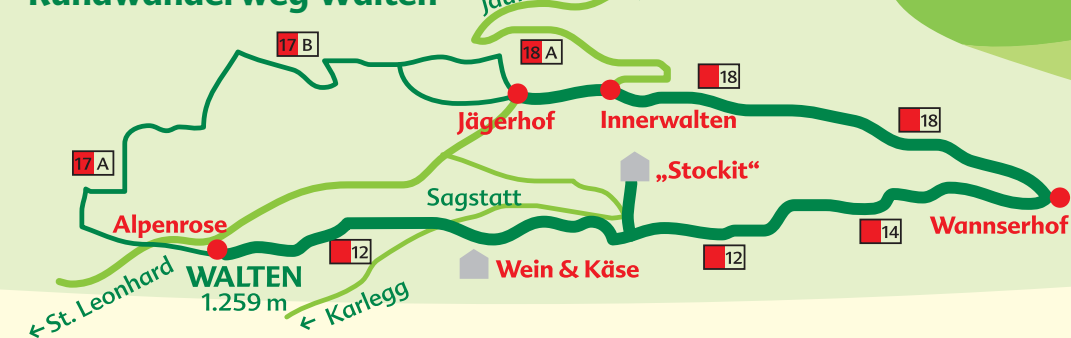 Rundwanderweg Walten
17 B
18 A
18
Jägerhof
Innerwalten
18
17 A
„Stockit“
Sagstatt
Alpenrose
Wannserhof
14
12
12
WALTEN
1.259 m
Wein & Käse
←St. Leonhard
← Karlegg